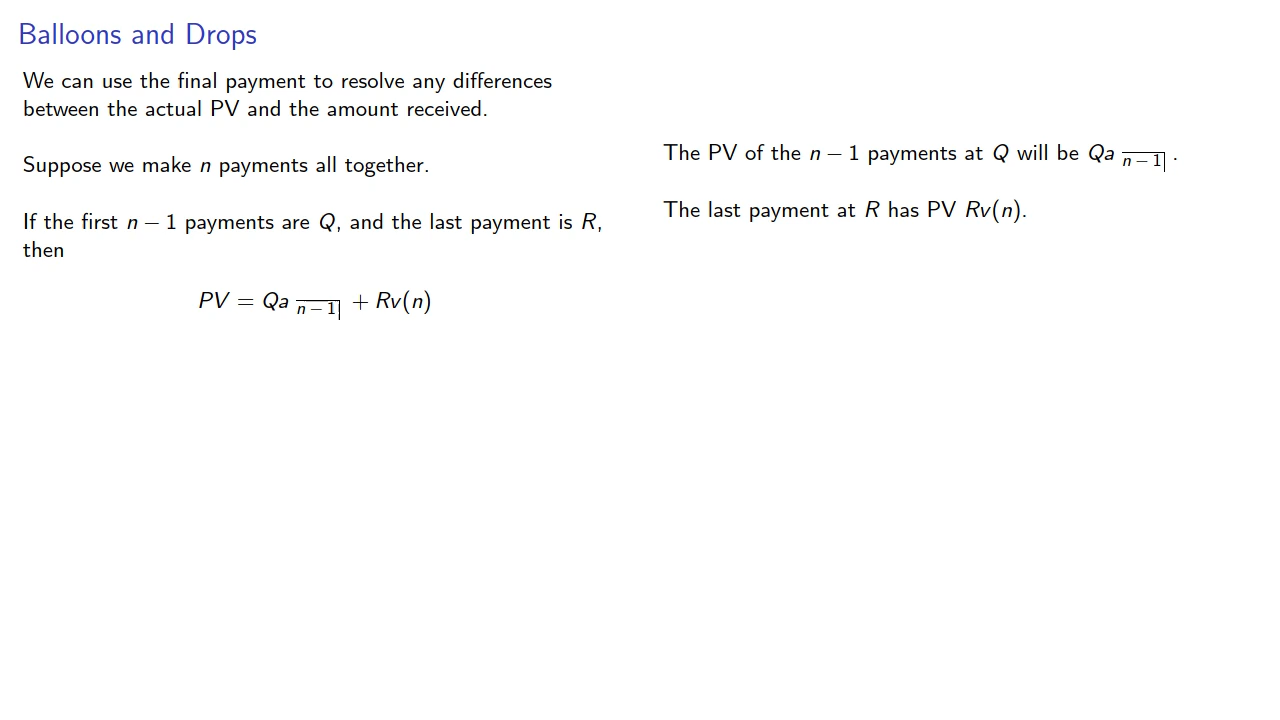 Balloons and Drops
We can use the final payment to resolve any differences
between the actual PV and the amount received.
Suppose we make n payments all together.
If the first n − 1 payments are Q, and the last payment is R,
then
PV = Qa n − 1| + Rv(n)
The PV of the n − 1 payments at Q will be Qa n − 1| .
The last payment at R has PV Rv(n).